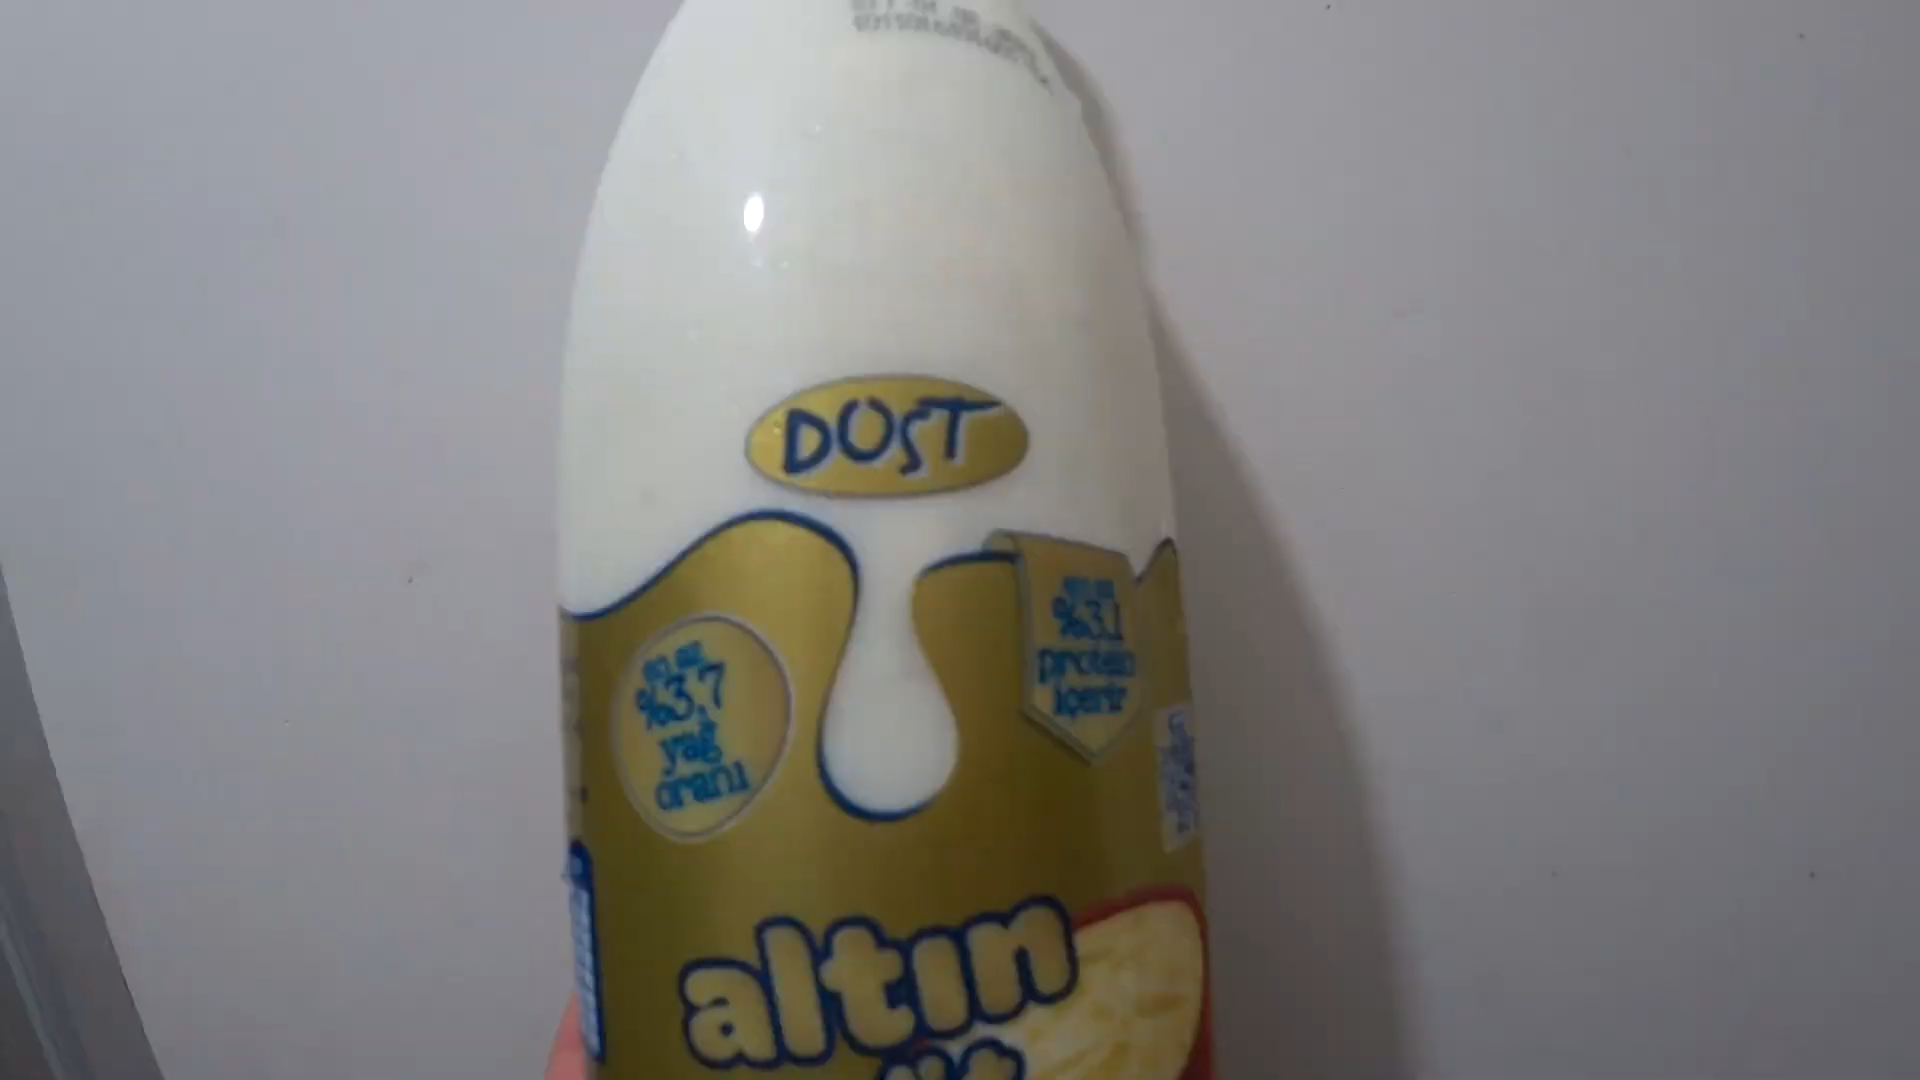 DOST
en az
%3,7
yağ
oranı
en az
%3,1
protein
içerir
altın